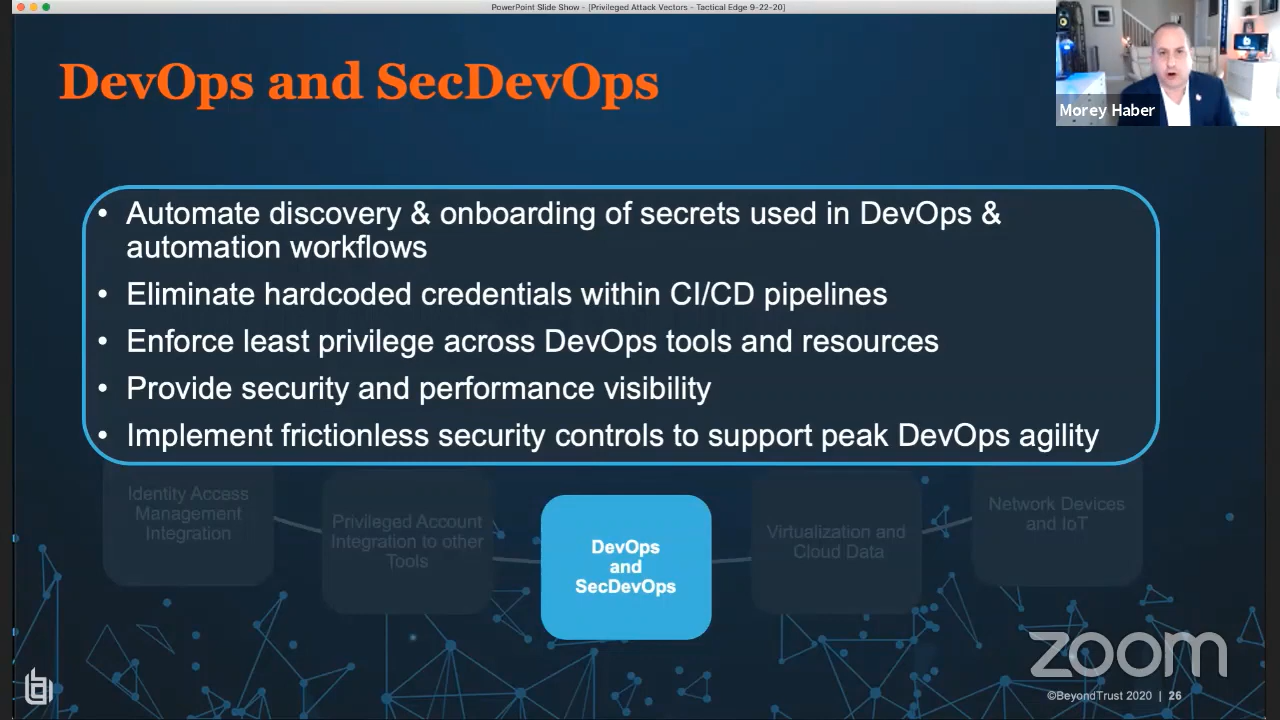 PowerPoint Slide Show - [Privileged Attack Vectors - Tactical Edge 9-22-20]
Morey Haber
DevOps and SecDevOps
• Automate discovery & onboarding of secrets used in DevOps &
automation workflows
• Eliminate hardcoded credentials within CI/CD pipelines
• Enforce least privilege across DevOps tools and resources
• Provide security and performance visibility
• Implement frictionless security controls to support peak DevOps agility
Identity Access
Management
Integration
Privileged Account
Integration to other
Tools
DevOps
and
SecDevOps
Virtualization and
Cloud Data
Network Devices
and IoT
zoom
©BeyondTrust 2020 | 26